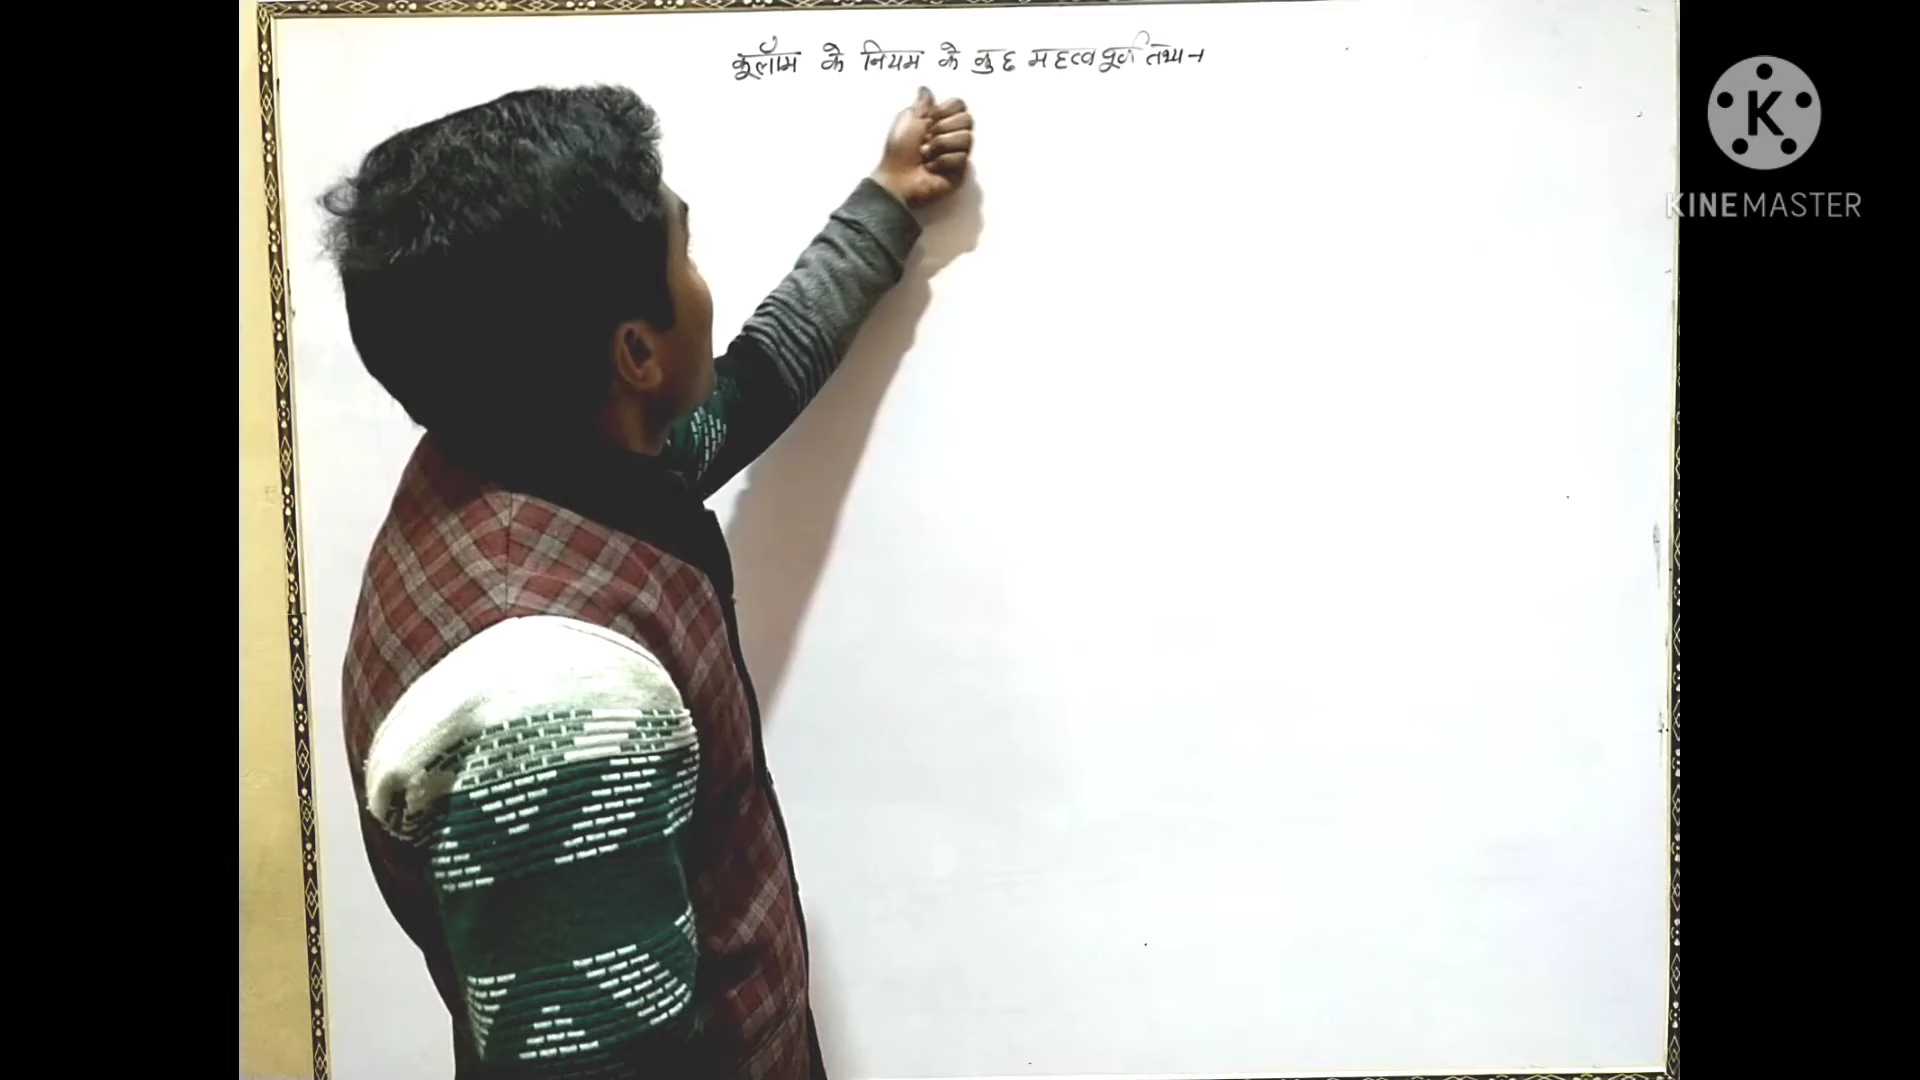 कूलॉम के नियम के कुछ महत्वपूर्ण तथ्य-
K
KINEMASTER